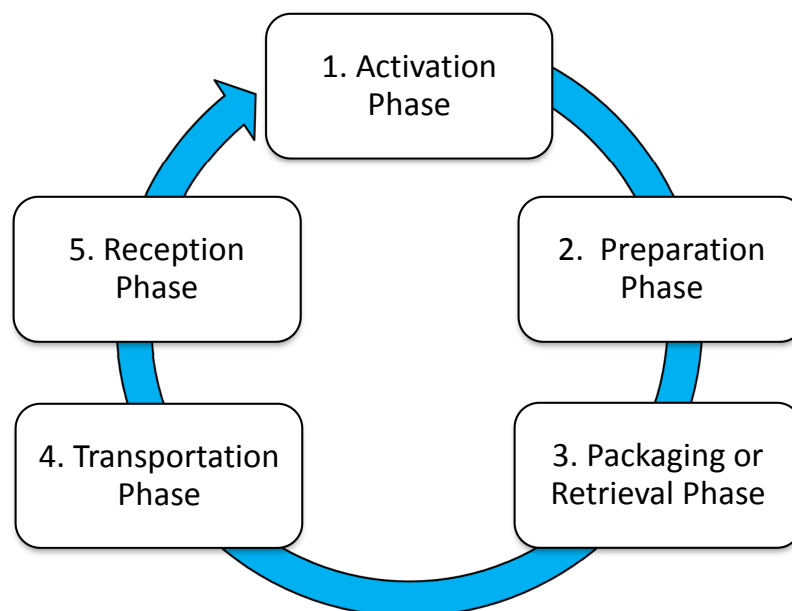 1. Activation
Phase
2. Preparation
Phase
3. Packaging or
Retrieval Phase
4. Transportation
Phase
5. Reception
Phase